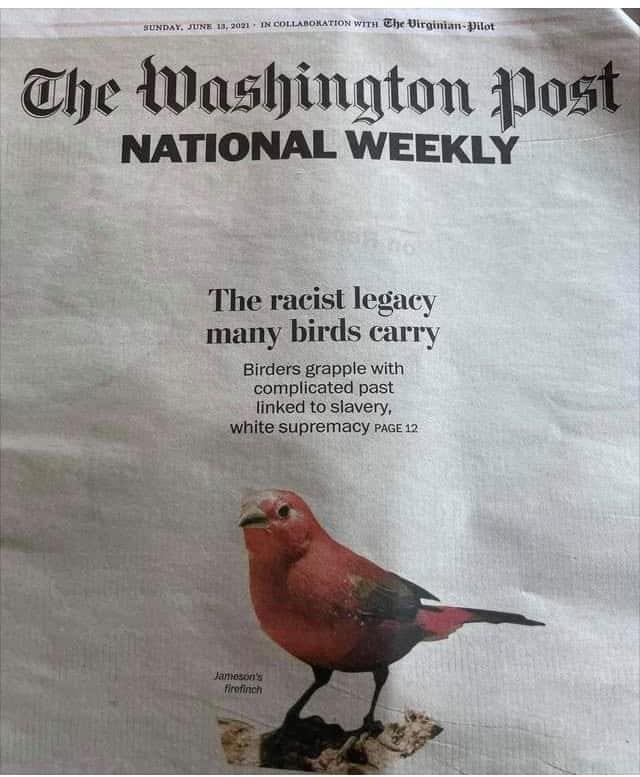 SUNDAY, JUNE 13, 2021 · IN COLLABORATION WITH The Virginian-Pilot
The Washington Post
NATIONAL WEEKLY
The racist legacy
many birds carry
Birders grapple with
complicated past
linked to slavery,
white supremacy PAGE 12
Jameson's
firefinch